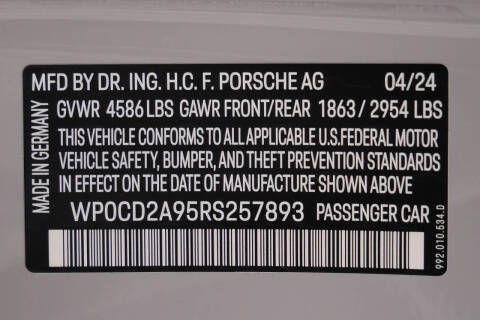 MFD BY DR. ING. H.C. F. PORSCHE AG 04/24
GVWR 4586 LBS GAWR FRONT/REAR 1863 / 2954 LBS
THIS VEHICLE CONFORMS TO ALL APPLICABLE U.S.FEDERAL MOTOR
VEHICLE SAFETY, BUMPER, AND THEFT PREVENTION STANDARDS
IN EFFECT ON THE DATE OF MANUFACTURE SHOWN ABOVE
WP0CD2A95RS257893 PASSENGER CAR
MADE IN GERMANY
992.010.534.D